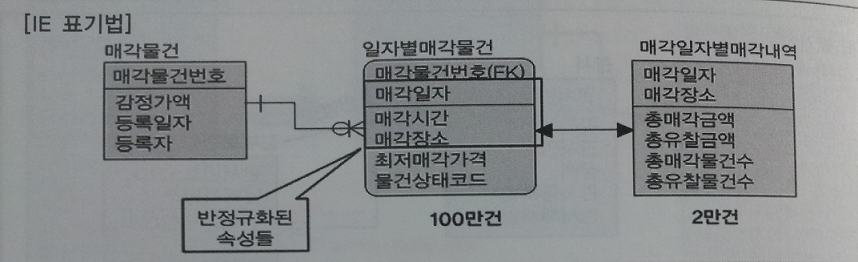 [IE 표기법]
매각물건
매각물건번호
감정가액
등록일자
등록자
일자별매각물건
매각물건번호(FK)
매각일자
매각시간
매각장소
최저매각가격
물건상태코드
100만건
매각일자별매각내역
매각일자
매각장소
총매각금액
총유찰금액
총매각물건수
총유찰물건수
2만건
반정규화된
속성들